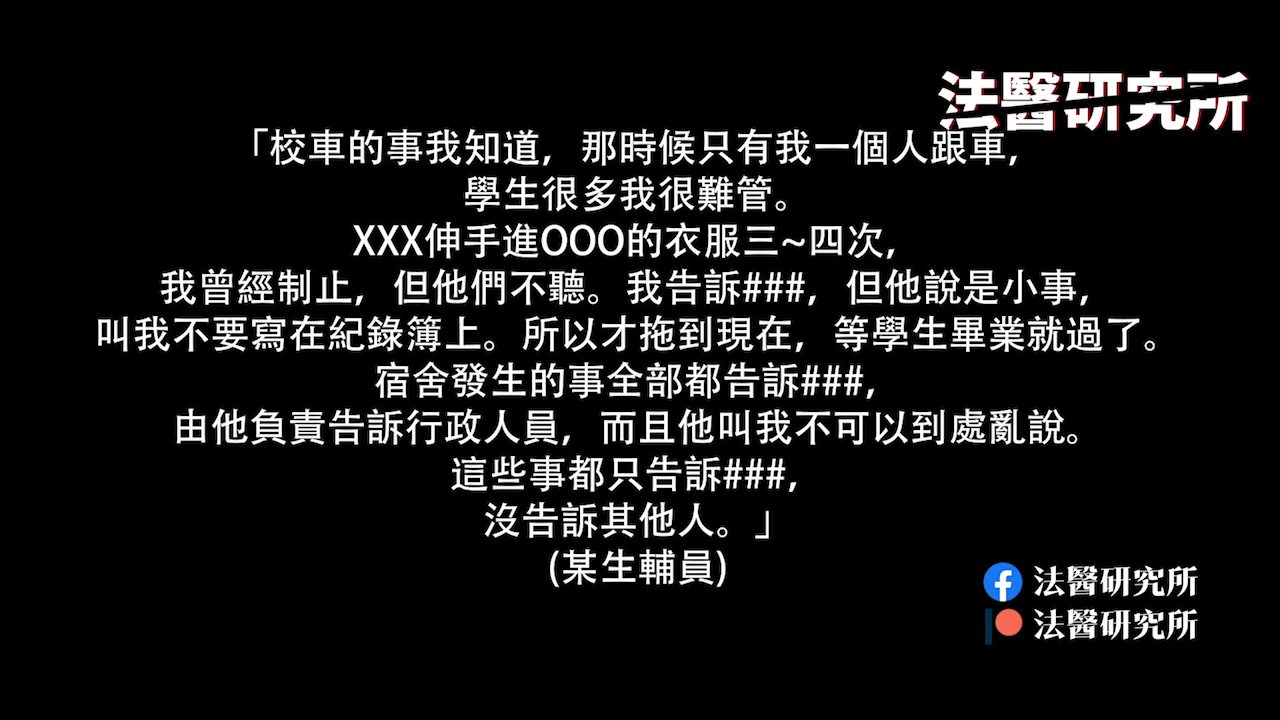 法醫研究所
「校車的事我知道，那時候只有我一個人跟車，
學生很多我很難管。
XXX伸手進OOO的衣服三~四次，
我曾經制止，但他們不聽。我告訴###，但他說是小事，
叫我不要寫在紀錄簿上。所以才拖到現在，等學生畢業就過了。
宿舍發生的事全部都告訴###，
由他負責告訴行政人員，而且他叫我不可以到處亂說。
這些事都只告訴###，
沒告訴其他人。」
(某生輔員)
法醫研究所
法醫研究所